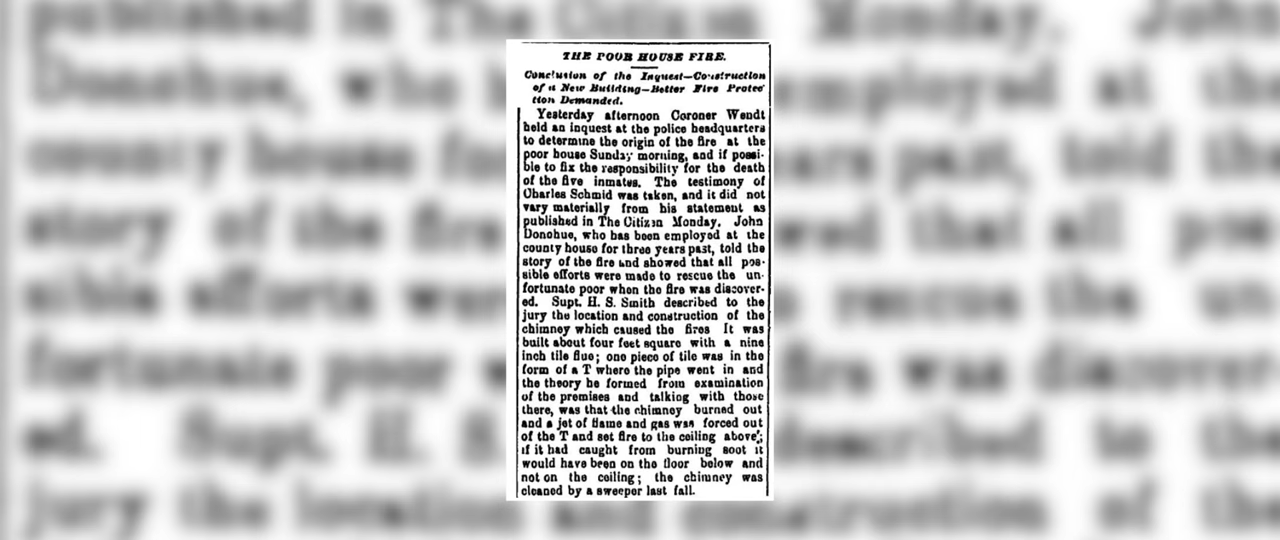 THE POOR HOUSE FIRE.
Conclusion of the Inquest—Construction
of a New Building—Better Fire Protec
tion Demanded.
Yesterday afternoon Coroner Wendt
held an inquest at the police headquarters
to determine the origin of the fire at the
poor house Sunday morning, and if possi-
ble to fix the responsibility for the death
of the five inmates. The testimony of
Charles Schmid was taken, and it did not
vary materially from his statement as
published in The Citizen Monday. John
Donohue, who has been employed at the
county house for three years past, told the
story of the fire and showed that all pos-
sible efforts were made to rescue the un-
fortunate poor when the fire was discover-
ed. Supt. H. S. Smith described to the
jury the location and construction of the
chimney which caused the fires It was
built about four feet square with a nine
inch tile flue; one piece of tile was in the
form of a T where the pipe went in and
the theory he formed from examination
of the premises and talking with those
there, was that the chimney burned out
and a jet of flame and gas was forced out
of the T and set fire to the ceiling above;
if it had caught from burning soot it
would have been on the floor below and
not on the ceiling; the chimney was
cleaned by a sweeper last fall.